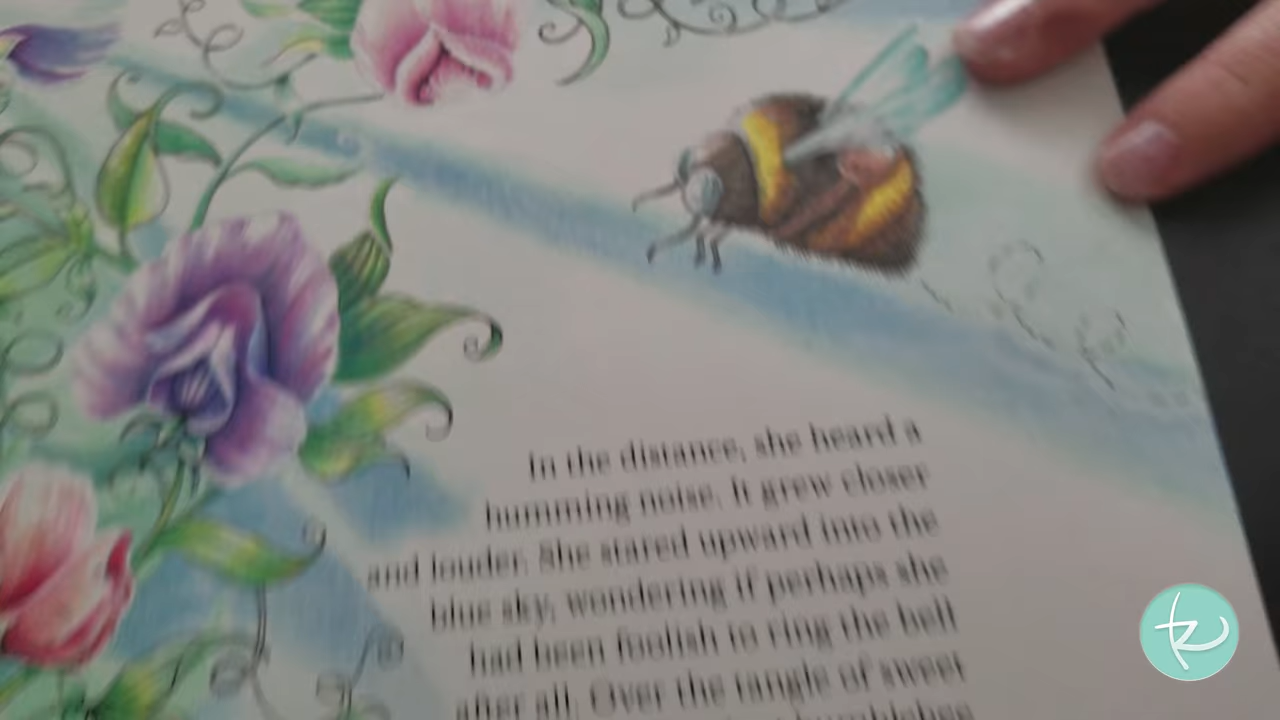 In the distance, she heard a
humming noise. It grew closer
and louder. She stared upward into the
blue sky, wondering if perhaps she
had been foolish to ring the bell
after all. Over the tangle of sweet
bumblebee